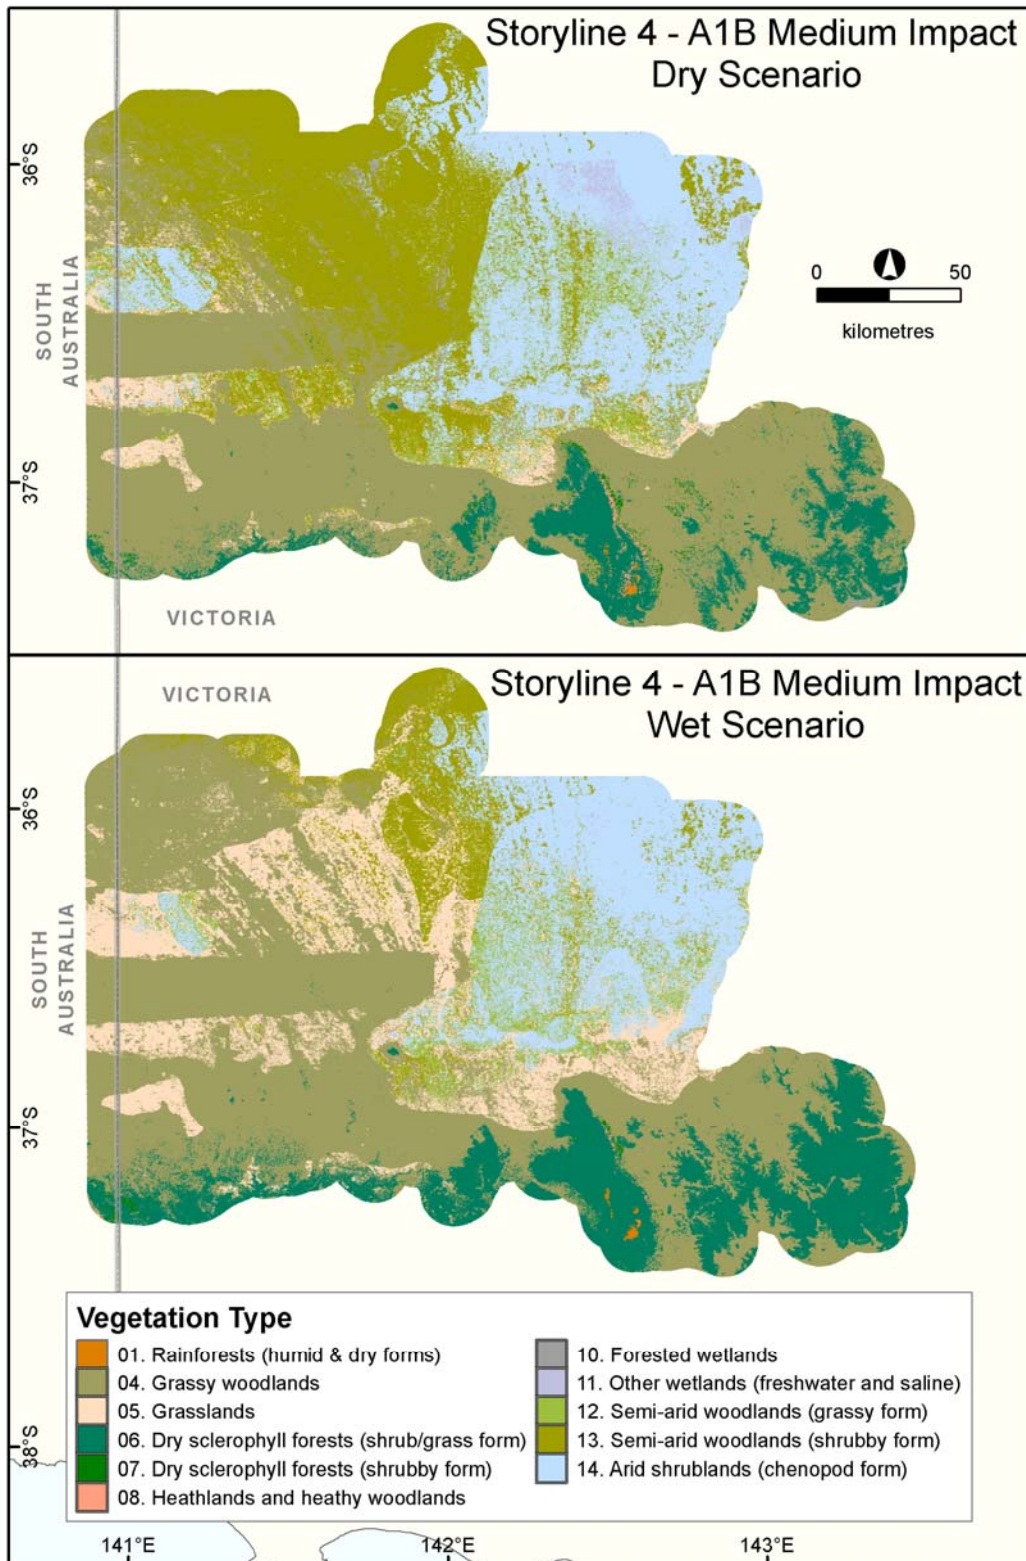 Storyline 4 - A1B Medium Impact
Dry Scenario
36°S
SOUTH
AUSTRALIA
0 50
kilometres
37°S
VICTORIA
VICTORIA
Storyline 4 - A1B Medium Impact
Wet Scenario
36°S
SOUTH
AUSTRALIA
37°S
Vegetation Type
01. Rainforests (humid & dry forms)
04. Grassy woodlands
05. Grasslands
06. Dry sclerophyll forests (shrub/grass form)
07. Dry sclerophyll forests (shrubby form)
08. Heathlands and heathy woodlands
10. Forested wetlands
11. Other wetlands (freshwater and saline)
12. Semi-arid woodlands (grassy form)
13. Semi-arid woodlands (shrubby form)
14. Arid shrublands (chenopod form)
38°S
141°E 142°E 143°E